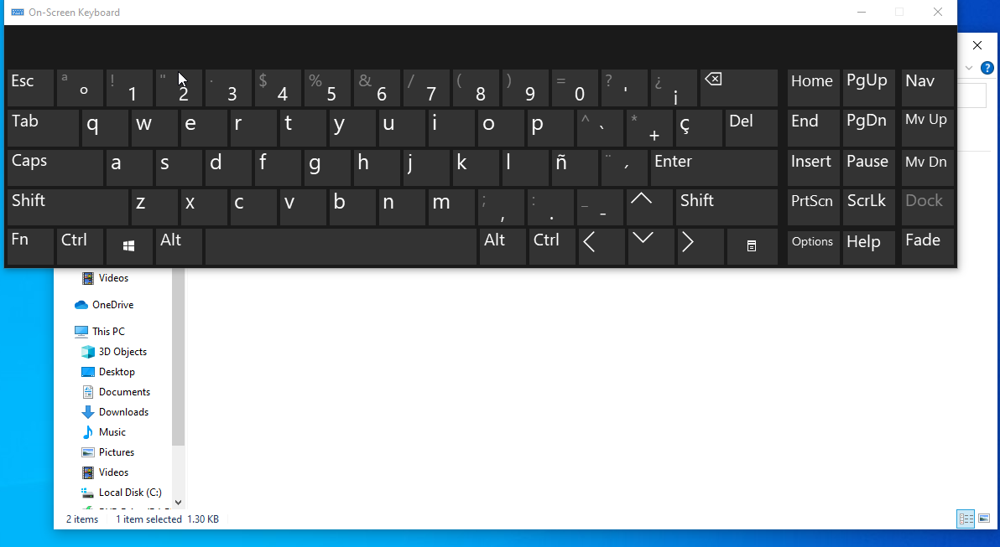 On-Screen Keyboard
Esc ª º ! 1 " 2 · 3 $ 4 % 5 & 6 / 7 ( 8 ) 9 = 0 ? ' ¿ ¡ Home PgUp Nav
Tab q w e r t y u i o p ^ ` * + ç Del End PgDn Mv Up
Caps a s d f g h j k l ñ ¨ ´ Enter Insert Pause Mv Dn
Shift z x c v b n m ; , : . _ - Shift PrtScn ScrLk Dock
Fn Ctrl Alt Alt Ctrl Options Help Fade
Videos
OneDrive
This PC
3D Objects
Desktop
Documents
Downloads
Music
Pictures
Videos
Local Disk (C:)
2 items 1 item selected 1.30 KB